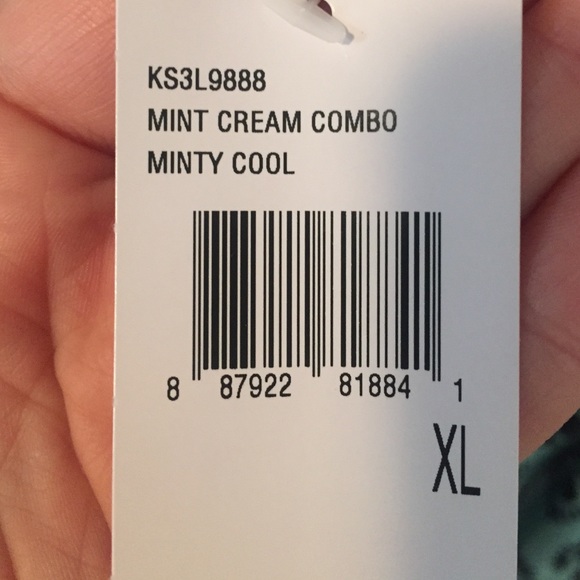 KS3L9888
MINT CREAM COMBO
MINTY COOL
8 87922 81884 1
XL